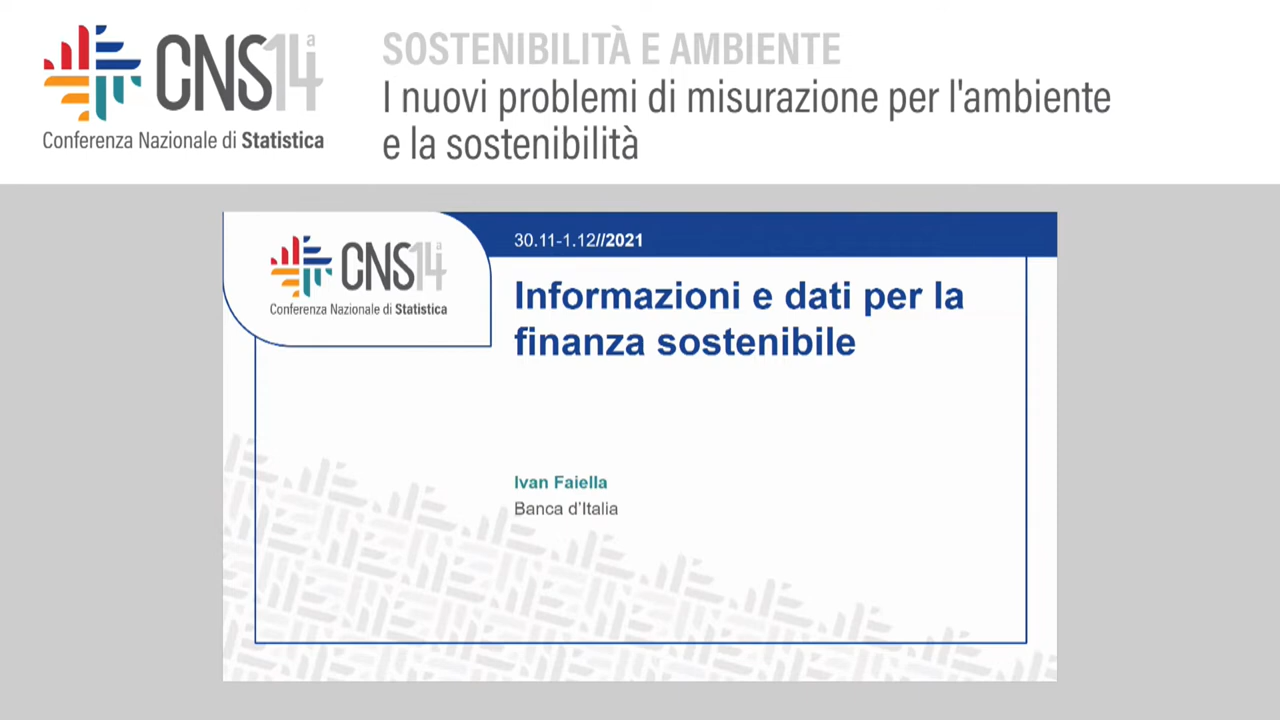 CNS14ª
Conferenza Nazionale di Statistica
SOSTENIBILITÀ E AMBIENTE
I nuovi problemi di misurazione per l'ambiente
e la sostenibilità
CNS14ª
Conferenza Nazionale di Statistica
30.11-1.12//2021
Informazioni e dati per la
finanza sostenibile
Ivan Faiella
Banca d'Italia